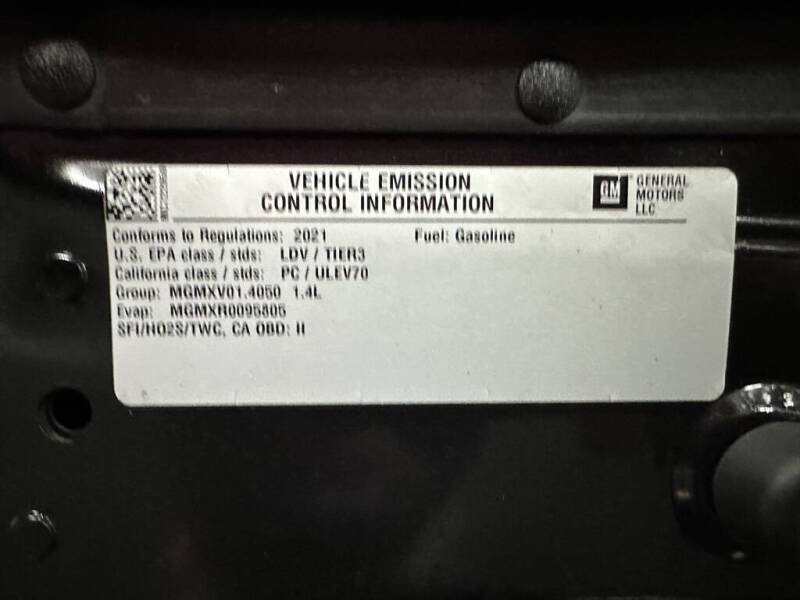 VEHICLE EMISSION
CONTROL INFORMATION
GM
GENERAL
MOTORS
LLC
Conforms to Regulations: 2021 Fuel: Gasoline
U.S. EPA class / stds: LDV / TIER3
California class / stds: PC / ULEV70
Group: MGMXV01.4050 1.4L
Evap: MGMXR0095805
SFI/HO2S/TWC, CA OBD: II